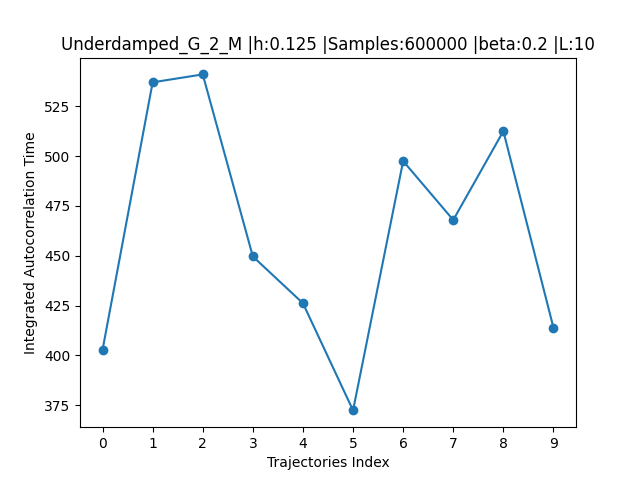 Underdamped_G_2_M |h:0.125 |Samples:600000 |beta:0.2 |L:10
Integrated Autocorrelation Time
525
500
475
450
425
400
375
0 1 2 3 4 5 6 7 8 9
Trajectories Index